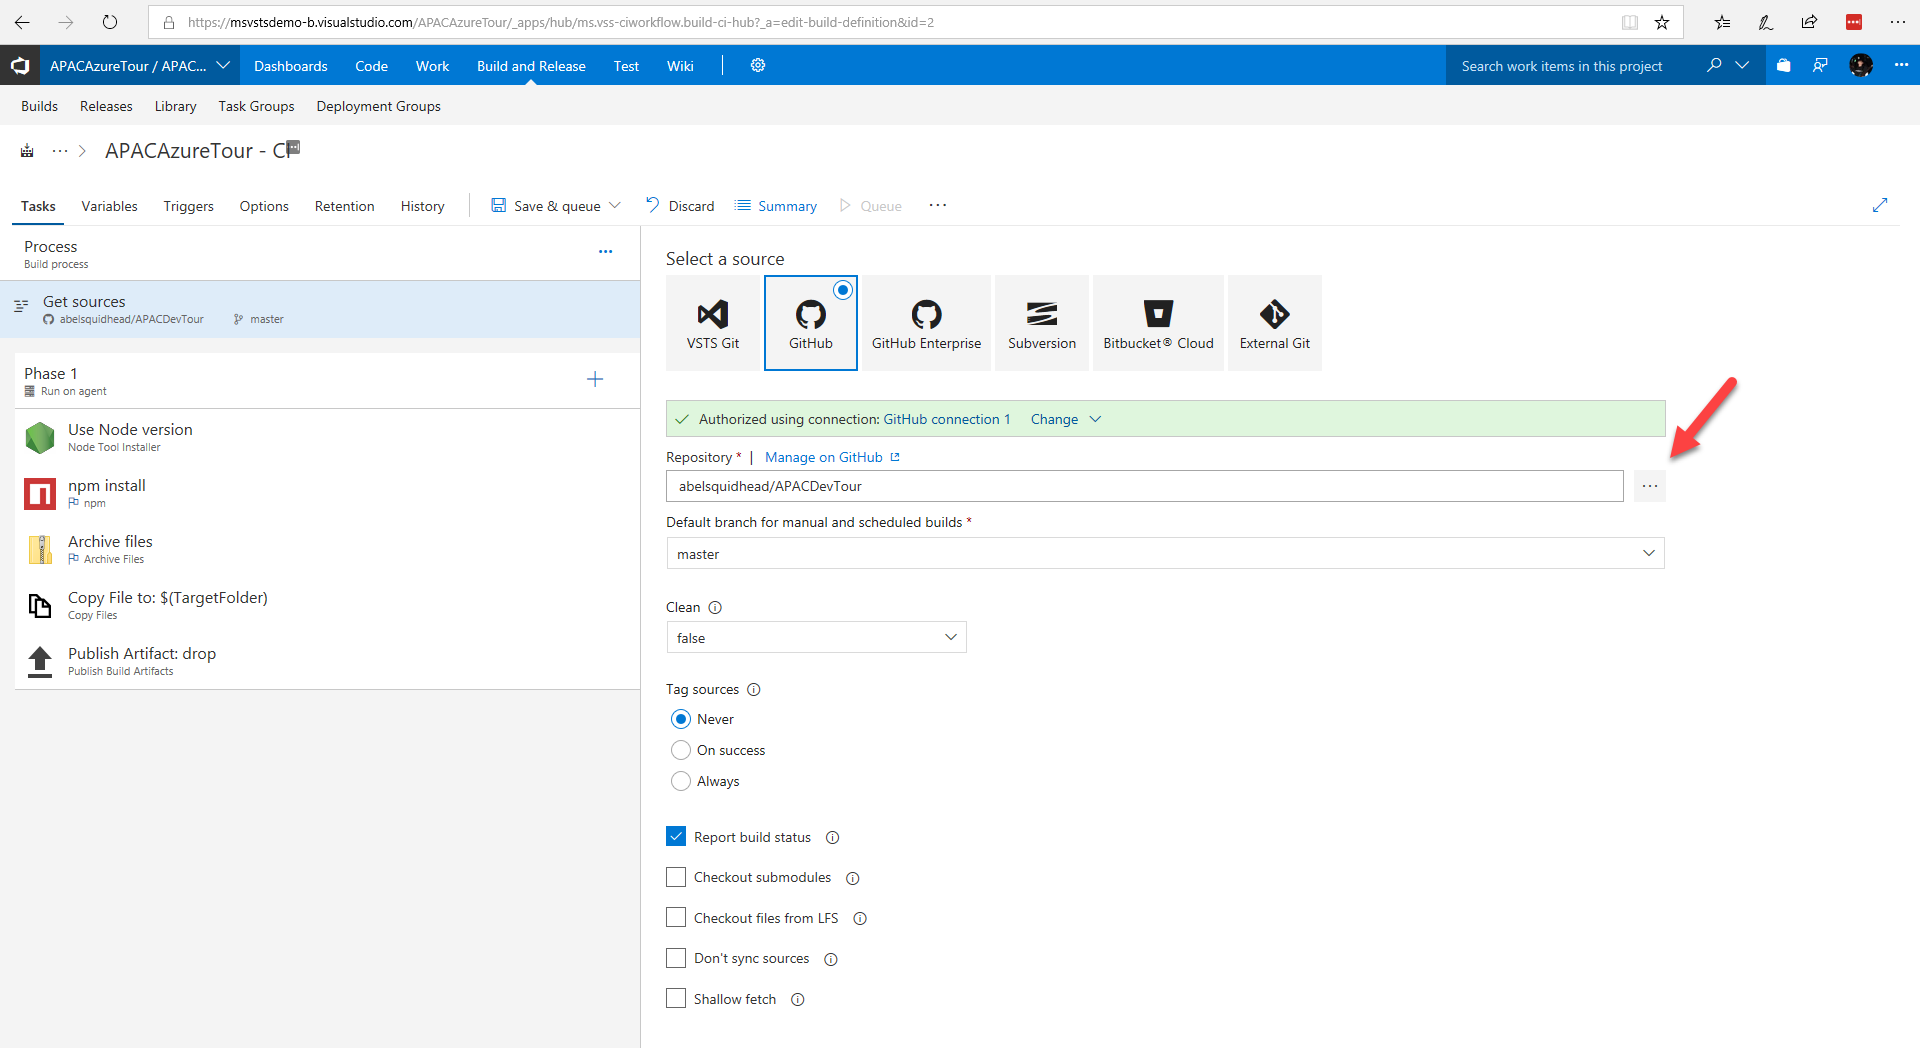 https://msvstsdemo-b.visualstudio.com/APACAzureTour/_apps/hub/ms.vss-ciworkflow.build-ci-hub?_a=edit-build-definition&id=2
APACAzureTour / APAC... Dashboards Code Work Build and Release Test Wiki Search work items in this project
Builds Releases Library Task Groups Deployment Groups
... > APACAzureTour - CI
Tasks Variables Triggers Options Retention History Save & queue Discard Summary Queue ...
Process
Build process
Get sources
abelsquidhead/APACDevTour master
Phase 1
Run on agent
Use Node version
Node Tool Installer
npm install
npm
Archive files
Archive Files
Copy File to: $(TargetFolder)
Copy Files
Publish Artifact: drop
Publish Build Artifacts
Select a source
VSTS Git GitHub GitHub Enterprise Subversion Bitbucket® Cloud External Git
Authorized using connection: GitHub connection 1 Change
Repository * | Manage on GitHub
abelsquidhead/APACDevTour ...
Default branch for manual and scheduled builds *
master
Clean
false
Tag sources
Never
On success
Always
Report build status
Checkout submodules
Checkout files from LFS
Don't sync sources
Shallow fetch